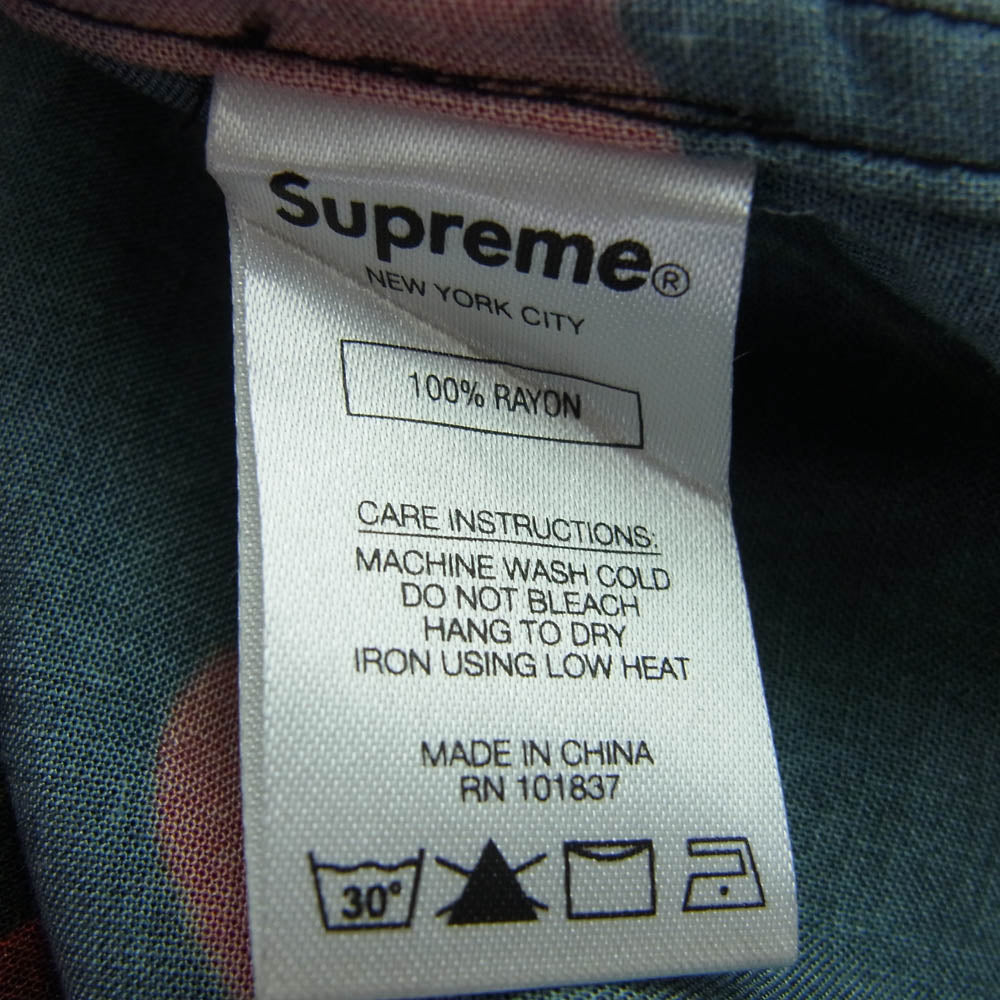 Supreme®
NEW YORK CITY
100% RAYON
CARE INSTRUCTIONS:
MACHINE WASH COLD
DO NOT BLEACH
HANG TO DRY
IRON USING LOW HEAT
MADE IN CHINA
RN 101837
30°